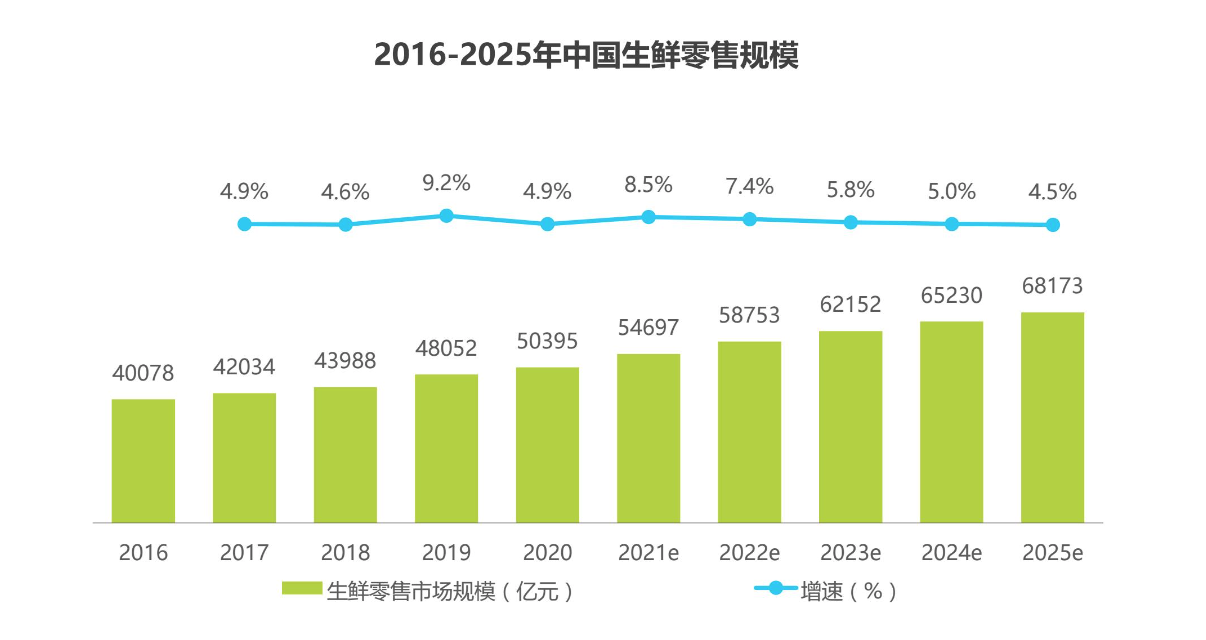 2016-2025年中国生鲜零售规模
4.9% 4.6% 9.2% 4.9% 8.5% 7.4% 5.8% 5.0% 4.5%
40078 42034 43988 48052 50395 54697 58753 62152 65230 68173
2016 2017 2018 2019 2020 2021e 2022e 2023e 2024e 2025e
生鲜零售市场规模（亿元） 增速（%）